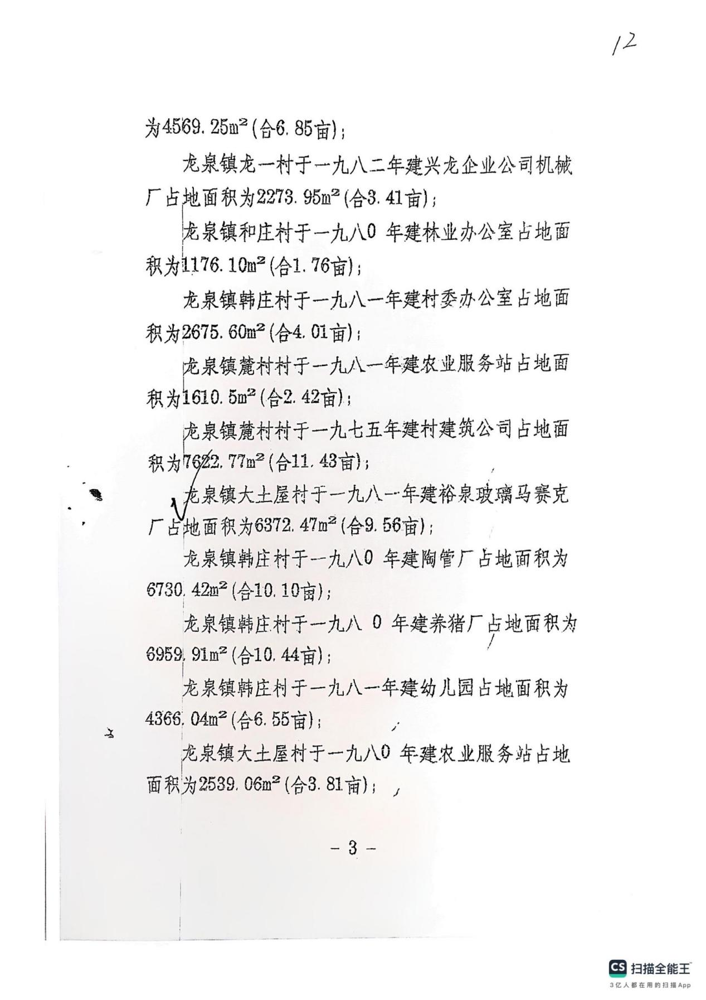 12
为4569.25m²(合6.85亩);
龙泉镇龙一村于一九八二年建兴龙企业公司机械
厂占地面积为2273.95m²(合3.41亩);
龙泉镇和庄村于一九八0 年建林业办公室占地面
积为1176.10m²(合1.76亩);
龙泉镇韩庄村于一九八一年建村委办公室占地面
积为2675.60m²(合4.01亩);
龙泉镇麓村村于一九八一年建农业服务站占地面
积为1610.5m²(合2.42亩);
龙泉镇麓村村于一九七五年建村建筑公司占地面
积为7622.77m²(合11.43亩);
龙泉镇大土屋村于一九八一年建裕泉玻璃马赛克
厂占地面积为6372.47m²(合9.56亩);
龙泉镇韩庄村于一九八0 年建陶管厂占地面积为
6730.42m²(合10.10亩);
龙泉镇韩庄村于一九八 0 年建养猪厂占地面积为
6959.91m²(合10.44亩);
龙泉镇韩庄村于一九八一年建幼儿园占地面积为
4366.04m²(合6.55亩);
龙泉镇大土屋村于一九八0 年建农业服务站占地
面积为2539.06m²(合3.81亩);
- 3 -
CS 扫描全能王™
3亿人都在用的扫描App